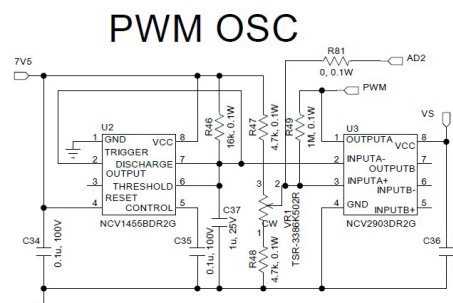 PWM OSC
7V5
R81
0, 0.1W
AD2
PWM
VS
R46
16k, 0.1W
R47
4.7k, 0.1W
R49
1M, 0.1W
U2
1 GND VCC 8
TRIGGER
2 DISCHARGE 7
OUTPUT
3 THRESHOLD 6
RESET
4 CONTROL 5
NCV1455BDR2G
U3
1 OUTPUTA VCC 8
2 INPUTA- OUTPUTB 7
3 INPUTA+ INPUTB- 6
4 GND INPUTB+ 5
NCV2903DR2G
3
2
1
CW
VR1
TSR-3386K502R
C34
0.1u, 100V
C35
0.1u, 100V
C37
1u, 25V
R48
4.7k, 0.1W
C36